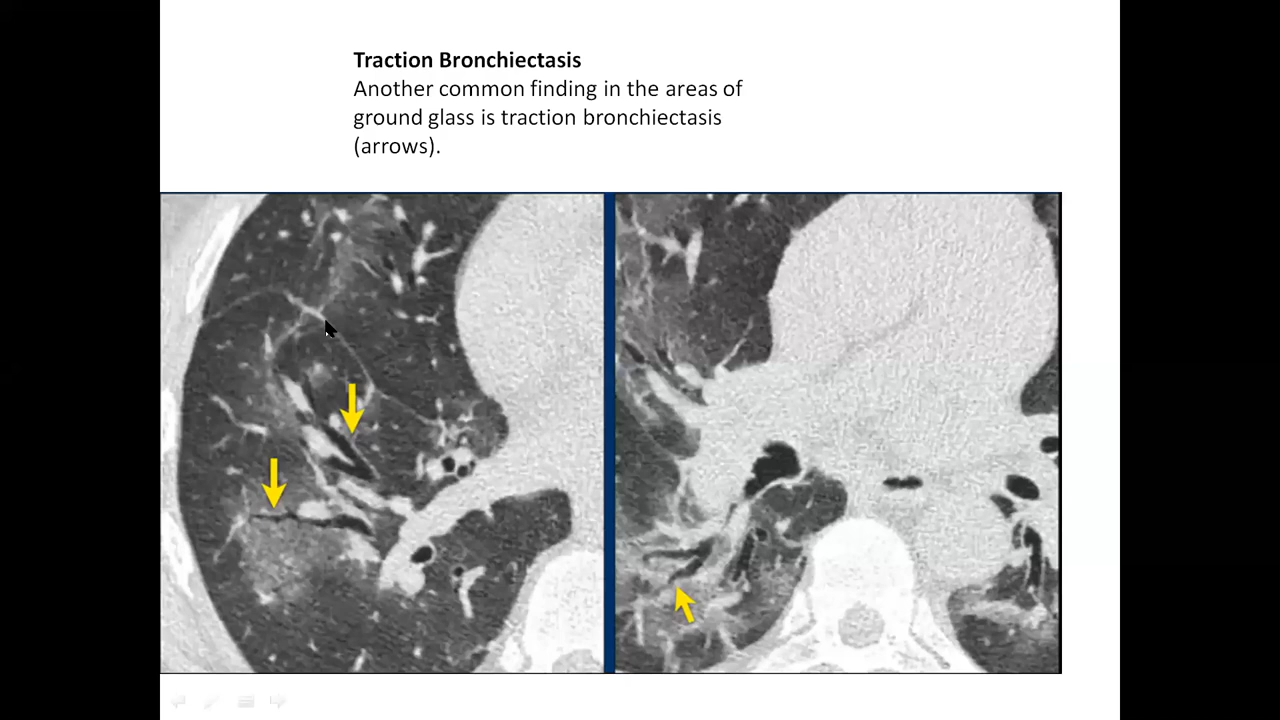 Traction Bronchiectasis
Another common finding in the areas of
ground glass is traction bronchiectasis
(arrows).